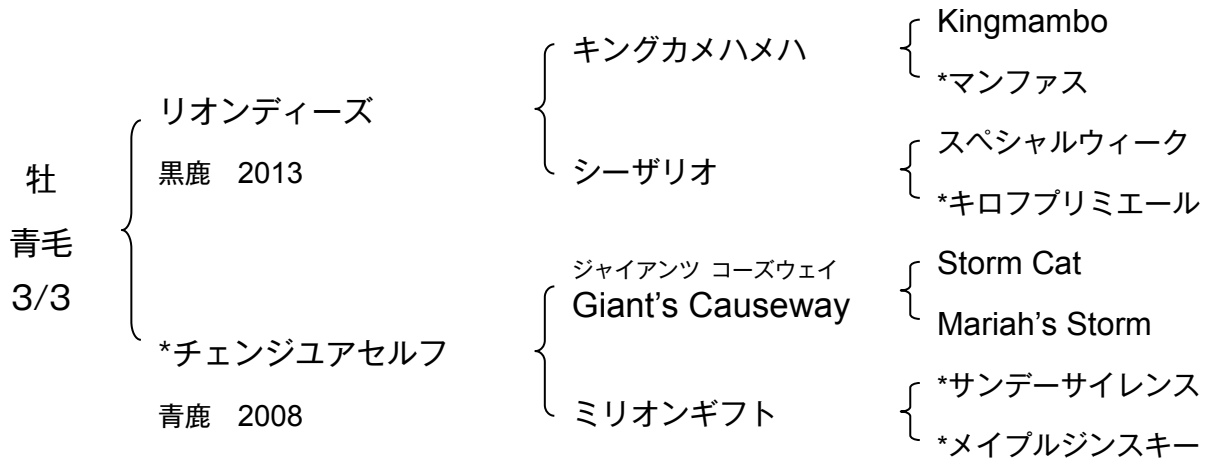 牡
青毛
3/3
リオンディーズ
黒鹿 2013
*チェンジユアセルフ
青鹿 2008
キングカメハメハ
シーザリオ
ジャイアンツ コーズウェイ
Giant's Causeway
ミリオンギフト
Kingmambo
*マンファス
スペシャルウィーク
*キロフプリミエール
Storm Cat
Mariah's Storm
*サンデーサイレンス
*メイプルジンスキー